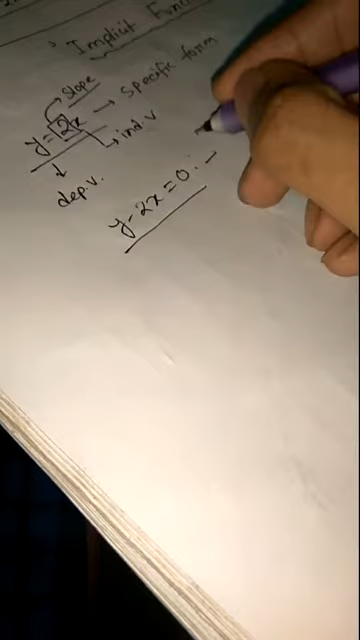 Implicit Func
slope
y = 2x → specific form
ind.v
dep.v.
y - 2x = 0 : -